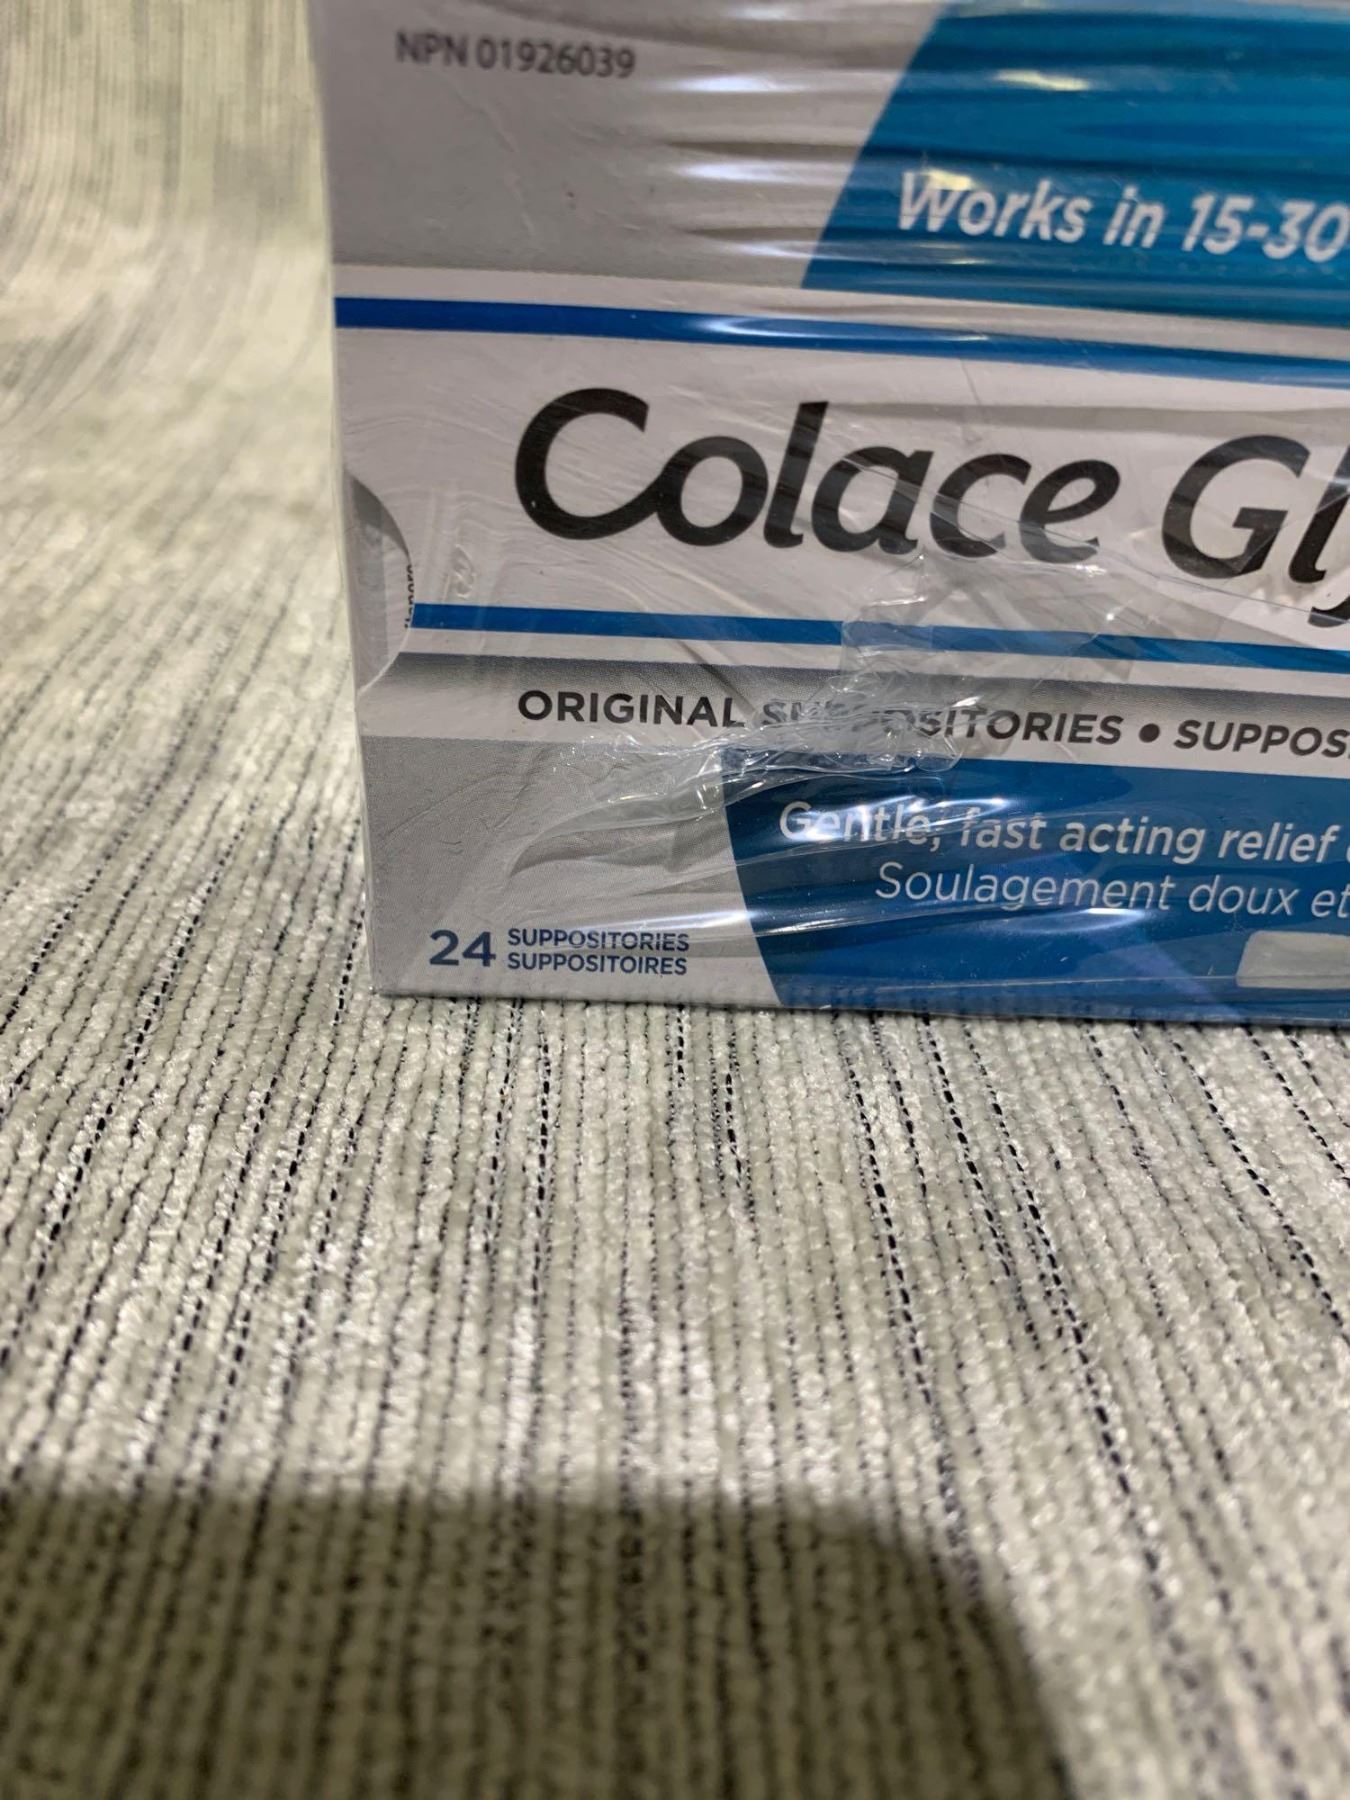 NPN 01926039
Works in 15-30
Colace Gly
ORIGINAL SUPPOSITORIES • SUPPOS
Gentle, fast acting relief
Soulagement doux et
24 SUPPOSITORIES
SUPPOSITOIRES